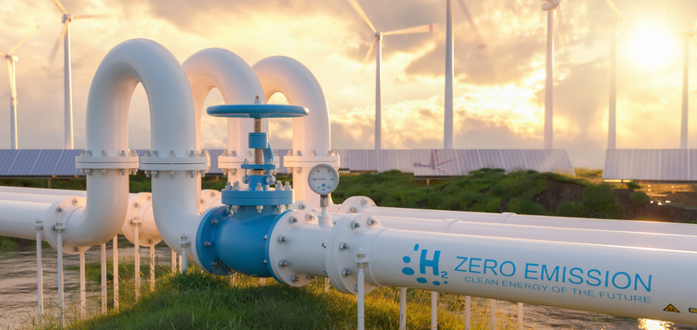 H₂ ZERO EMISSION
CLEAN ENERGY OF THE FUTURE